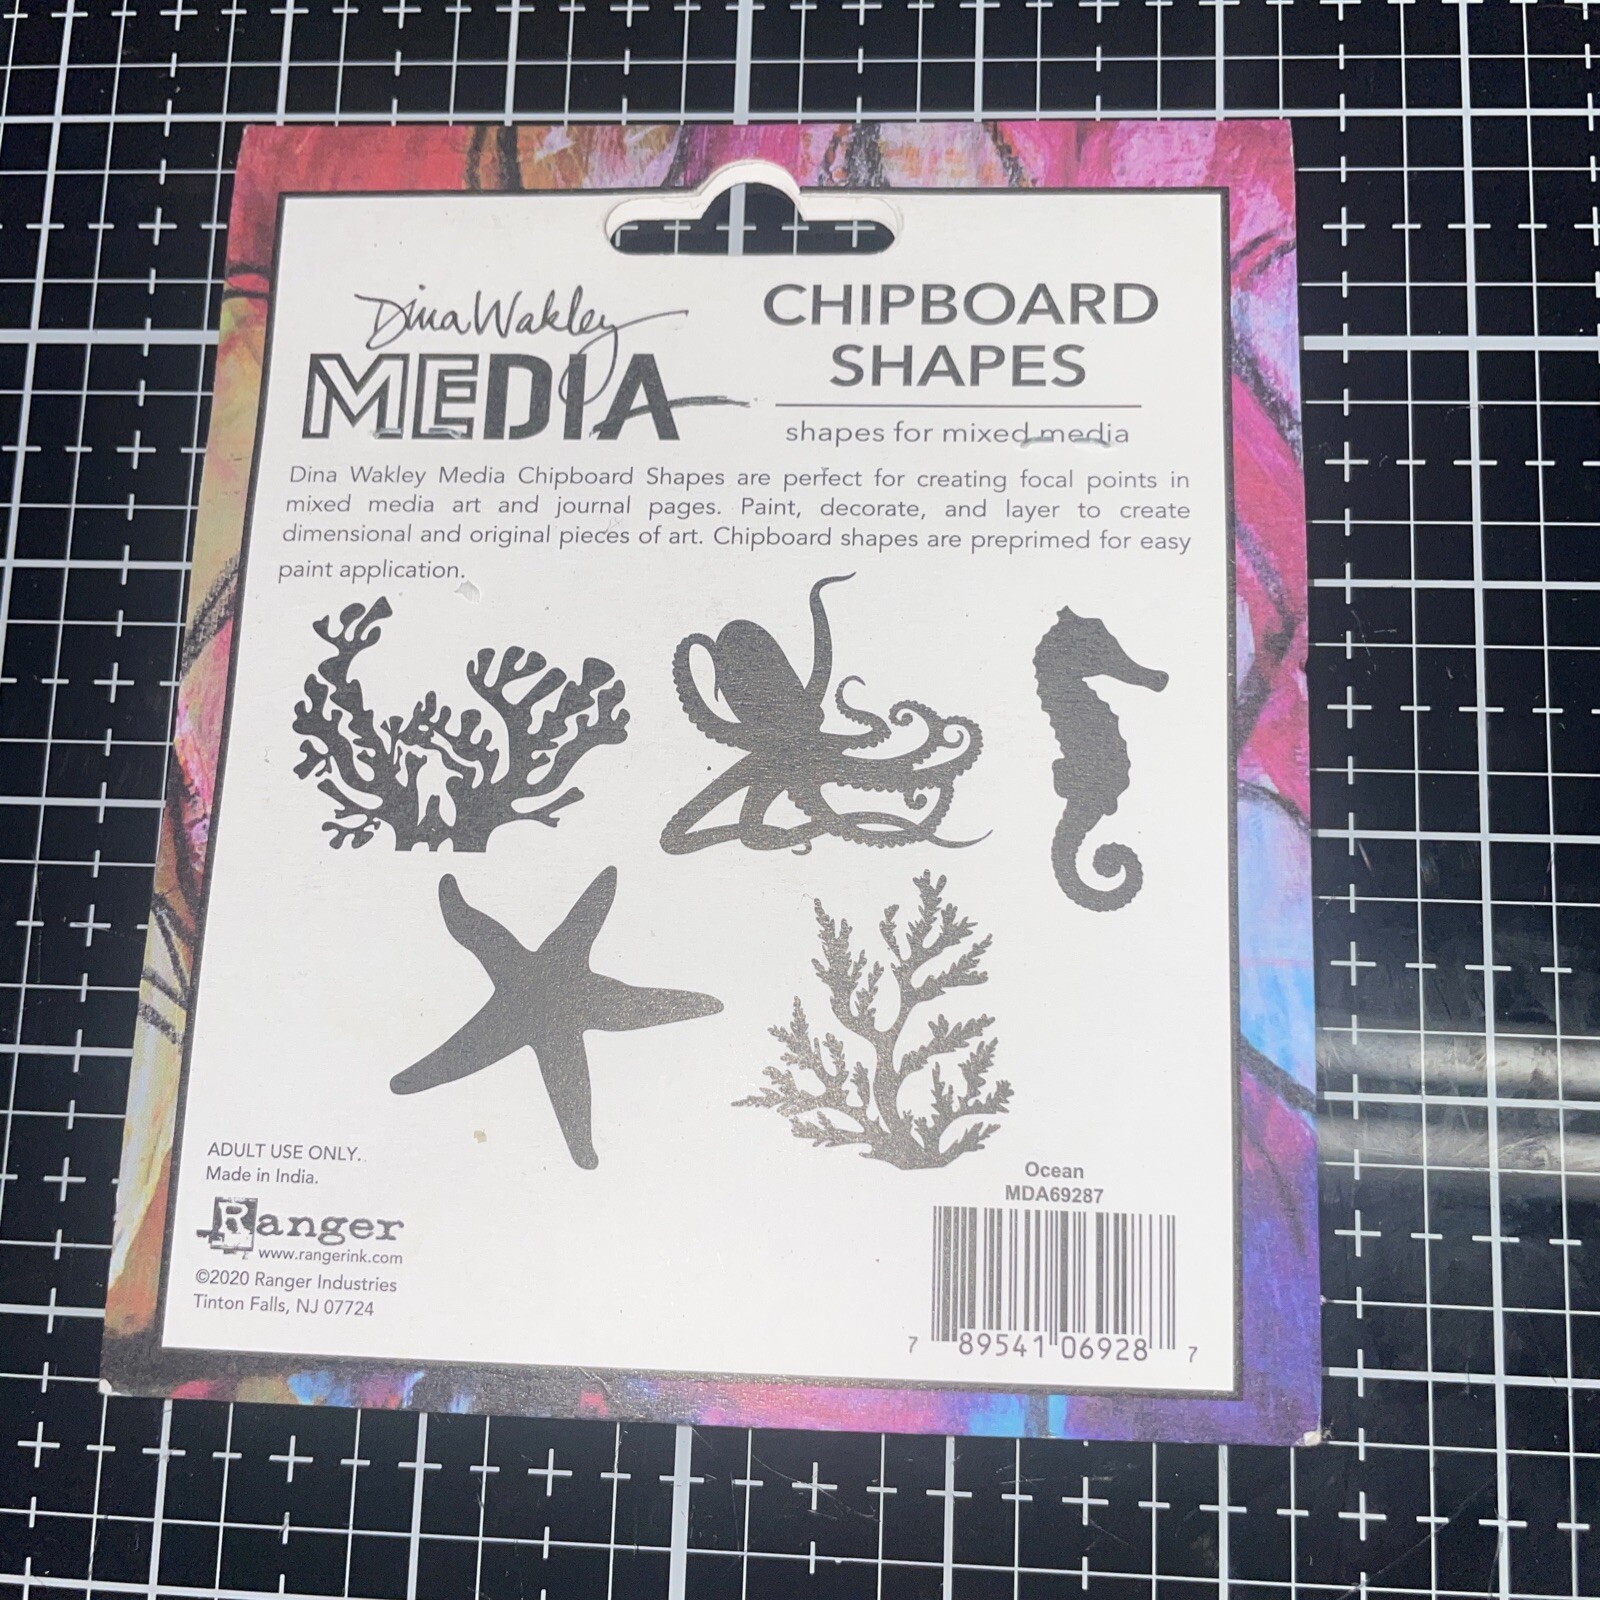 Dina Wakley
MEDIA
CHIPBOARD
SHAPES
shapes for mixed media
Dina Wakley Media Chipboard Shapes are perfect for creating focal points in
mixed media art and journal pages. Paint, decorate, and layer to create
dimensional and original pieces of art. Chipboard shapes are preprimed for easy
paint application.
ADULT USE ONLY.
Made in India.
Ranger
www.rangerink.com
©2020 Ranger Industries
Tinton Falls, NJ 07724
Ocean
MDA69287
7 89541 06928 7